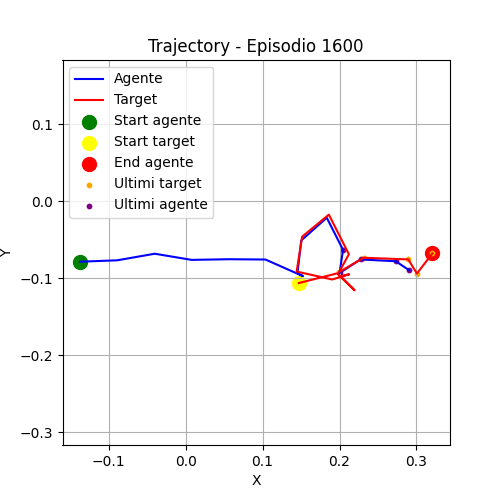 Trajectory - Episodio 1600
Agente
Target
Start agente
Start target
End agente
Ultimi target
Ultimi agente
0.1
0.0
−0.1
−0.2
−0.3
Y
−0.1
0.0
0.1
0.2
0.3
X